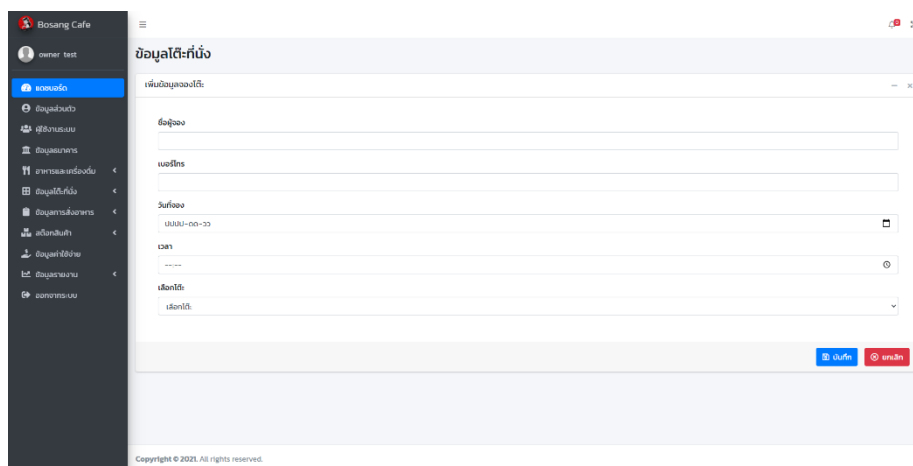 Bosang Cafe
owner test
แดชบอร์ด
ข้อมูลส่วนตัว
ผู้ใช้งานระบบ
ข้อมูลธนาคาร
อาหารและเครื่องดื่ม
ข้อมูลโต๊ะที่นั่ง
ข้อมูลการสั่งอาหาร
สต๊อกสินค้า
ข้อมูลค่าใช้จ่าย
ข้อมูลรายงาน
ออกจากระบบ
ข้อมูลโต๊ะที่นั่ง
เพิ่มข้อมูลจองโต๊ะ
ชื่อผู้จอง
เบอร์โทร
วันที่จอง
ปปปป-ดด-วว
เวลา
--:--
เลือกโต๊ะ
เลือกโต๊ะ
บันทึก
ยกเลิก
Copyright © 2021. All rights reserved.